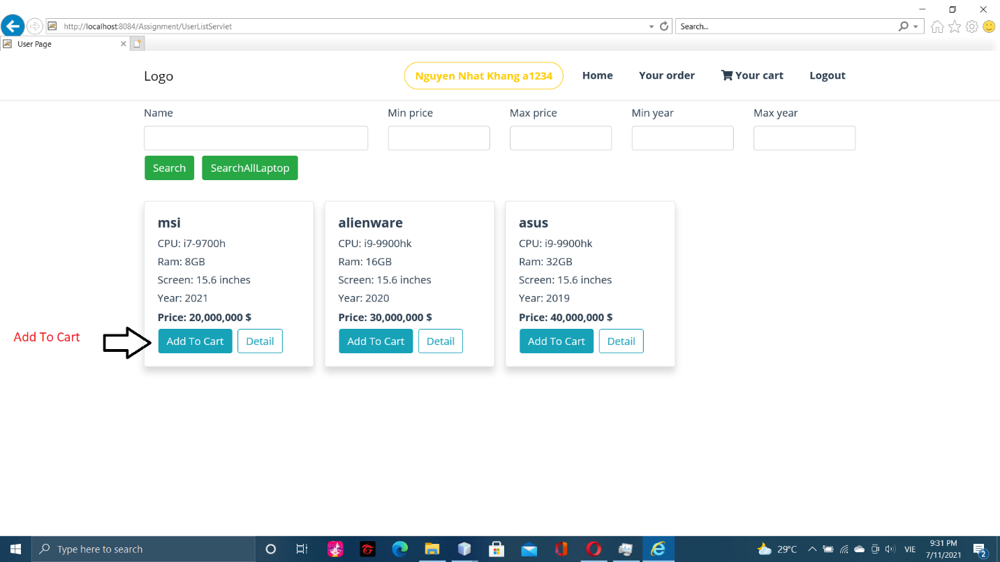 http://localhost:8084/Assignment/UserListServlet
Search...
User Page
Logo
Nguyen Nhat Khang a1234
Home
Your order
Your cart
Logout
Name
Min price
Max price
Min year
Max year
Search
SearchAllLaptop
msi
CPU: i7-9700h
Ram: 8GB
Screen: 15.6 inches
Year: 2021
Price: 20,000,000 $
Add To Cart
Detail
alienware
CPU: i9-9900hk
Ram: 16GB
Screen: 15.6 inches
Year: 2020
Price: 30,000,000 $
Add To Cart
Detail
asus
CPU: i9-9900hk
Ram: 32GB
Screen: 15.6 inches
Year: 2019
Price: 40,000,000 $
Add To Cart
Detail
Add To Cart
Type here to search
29°C
VIE
9:31 PM
7/11/2021
2